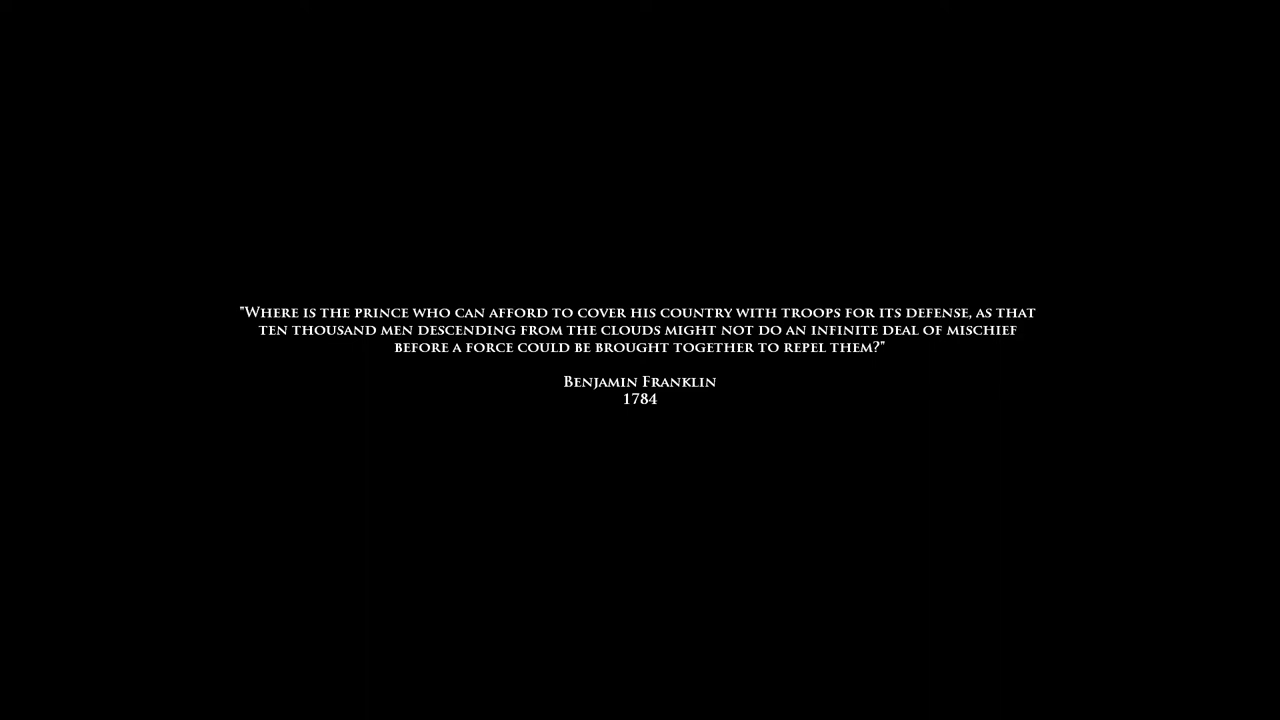 "Where is the prince who can afford to cover his country with troops for its defense, as that
ten thousand men descending from the clouds might not do an infinite deal of mischief
before a force could be brought together to repel them?"
Benjamin Franklin
1784